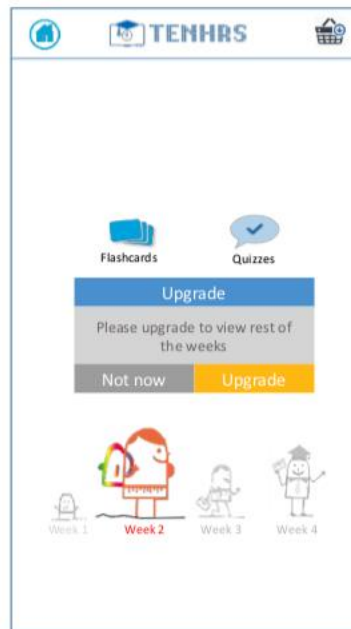 TENHRS
Flashcards Quizzes
Upgrade
Please upgrade to view rest of
the weeks
Not now Upgrade
Week 1 Week 2 Week 3 Week 4